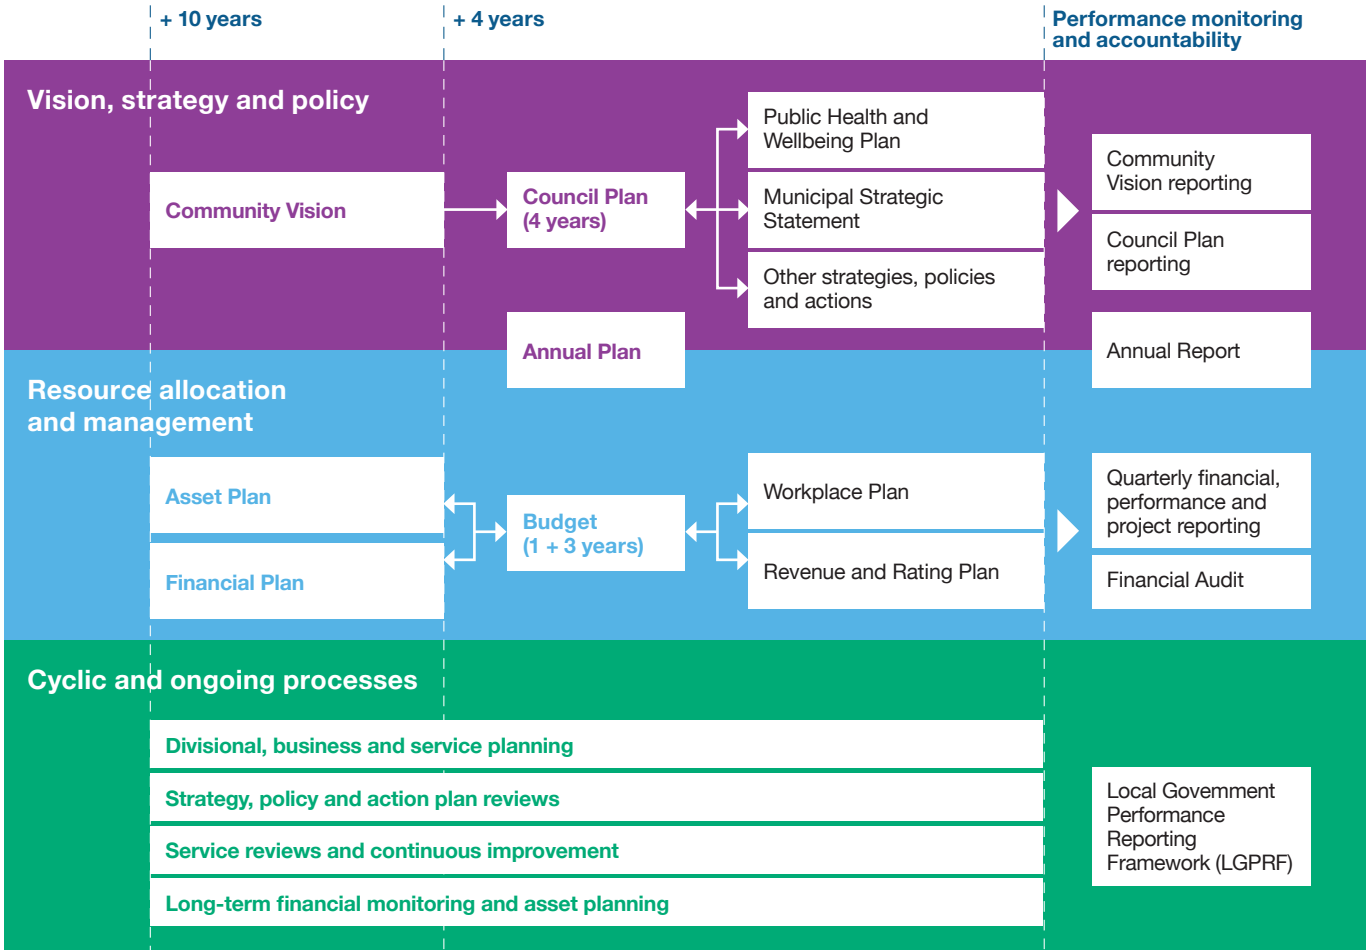 + 10 years
+ 4 years
Performance monitoring
and accountability
Vision, strategy and policy
Community Vision
Council Plan
(4 years)
Public Health and
Wellbeing Plan
Municipal Strategic
Statement
Other strategies, policies
and actions
Community
Vision reporting
Council Plan
reporting
Annual Plan
Annual Report
Resource allocation
and management
Asset Plan
Financial Plan
Budget
(1 + 3 years)
Workplace Plan
Revenue and Rating Plan
Quarterly financial,
performance and
project reporting
Financial Audit
Cyclic and ongoing processes
Divisional, business and service planning
Strategy, policy and action plan reviews
Service reviews and continuous improvement
Long-term financial monitoring and asset planning
Local Government
Performance
Reporting
Framework (LGPRF)